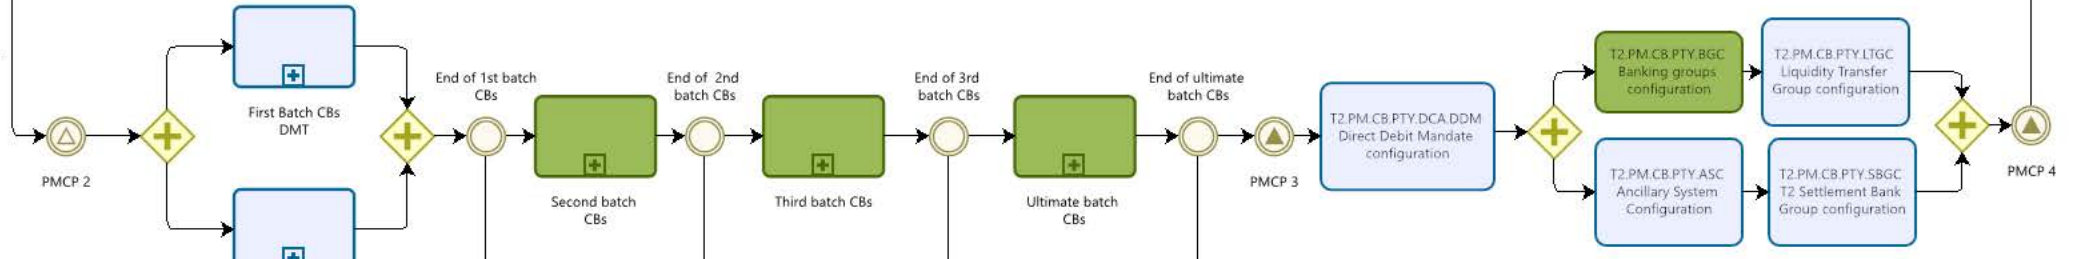 PMCP 2
First Batch CBs
DMT
End of 1st batch
CBs
Second batch
CBs
End of 2nd
batch CBs
Third batch CBs
End of 3rd
batch CBs
Ultimate batch
CBs
End of ultimate
batch CBs
PMCP 3
T2.PM.CB.PTY.DCA.DDM
Direct Debit Mandate
configuration
T2.PM.CB.PTY.BGC
Banking groups
configuration
T2.PM.CB.PTY.LTGC
Liquidity Transfer
Group configuration
T2.PM.CB.PTY.ASC
Ancillary System
Configuration
T2.PM.CB.PTY.SBGC
T2 Settlement Bank
Group configuration
PMCP 4